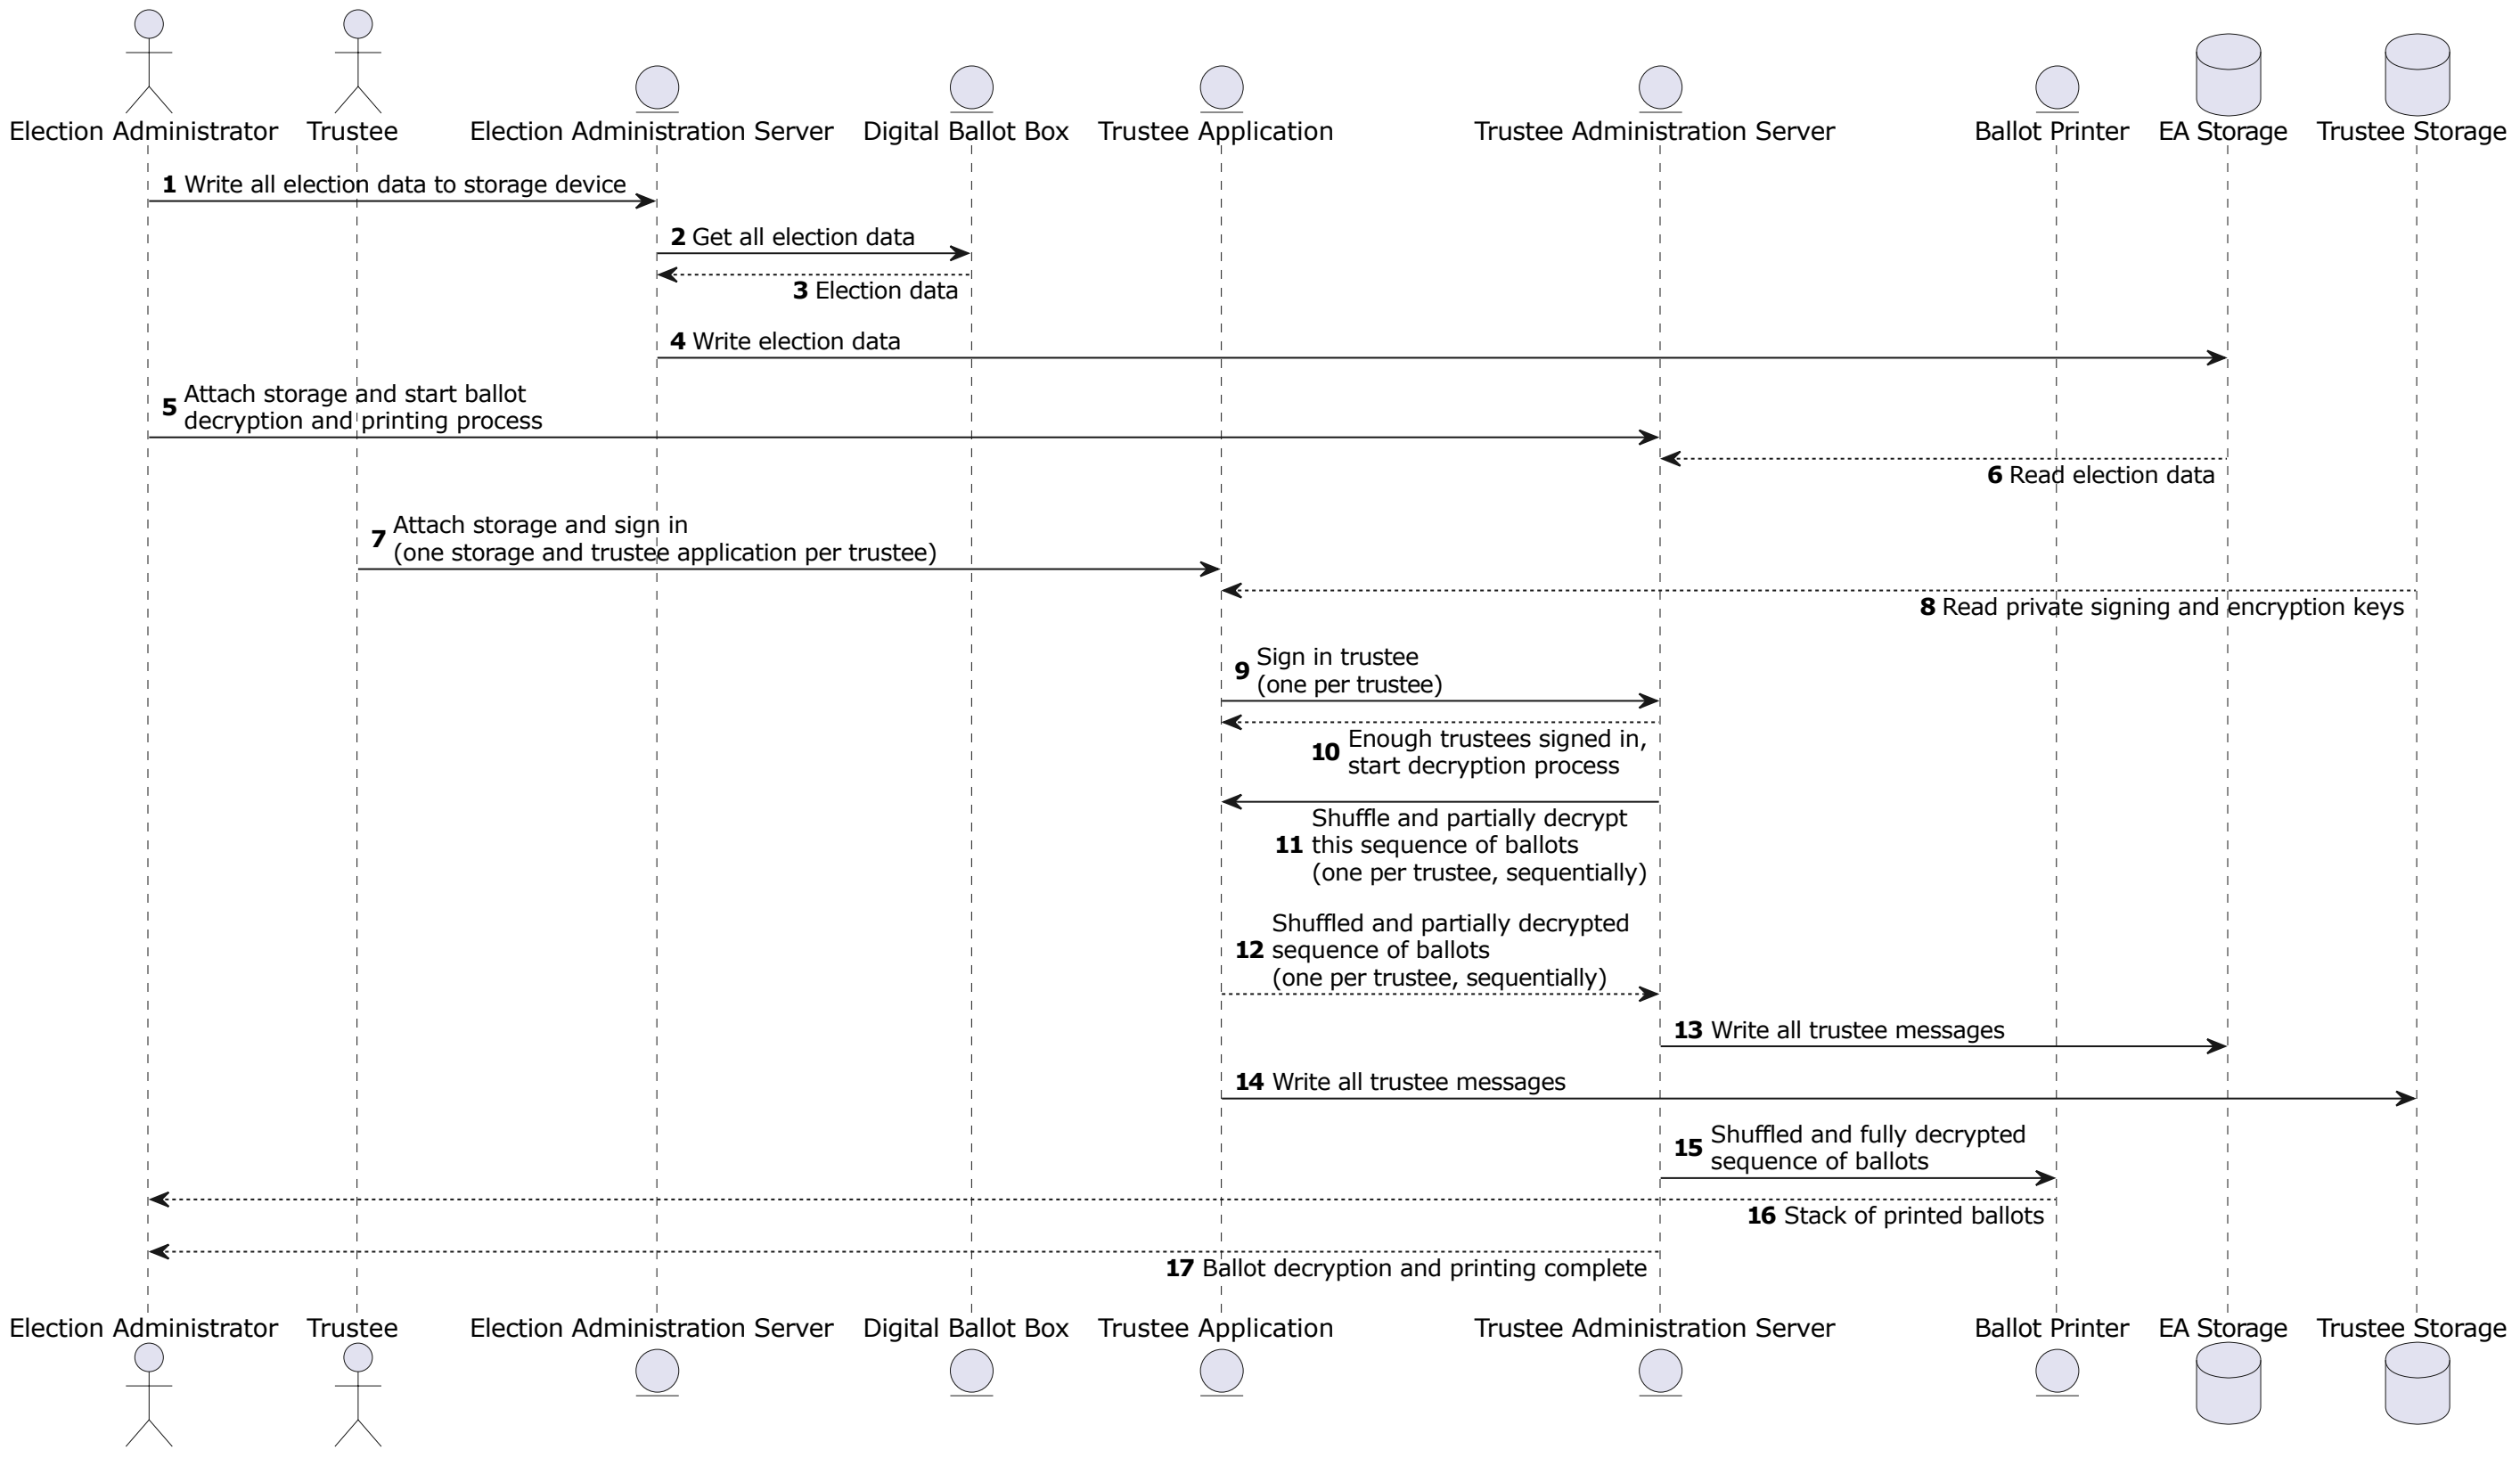 Election Administrator
Trustee
Election Administration Server
Digital Ballot Box
Trustee Application
Trustee Administration Server
Ballot Printer
EA Storage
Trustee Storage
1 Write all election data to storage device
2 Get all election data
3 Election data
4 Write election data
5 Attach storage and start ballot
decryption and printing process
6 Read election data
7 Attach storage and sign in
(one storage and trustee application per trustee)
8 Read private signing and encryption keys
9 Sign in trustee
(one per trustee)
10 Enough trustees signed in,
start decryption process
Shuffle and partially decrypt
11 this sequence of ballots
(one per trustee, sequentially)
Shuffled and partially decrypted
12 sequence of ballots
(one per trustee, sequentially)
13 Write all trustee messages
14 Write all trustee messages
15 Shuffled and fully decrypted
sequence of ballots
16 Stack of printed ballots
17 Ballot decryption and printing complete
Election Administrator
Trustee
Election Administration Server
Digital Ballot Box
Trustee Application
Trustee Administration Server
Ballot Printer
EA Storage
Trustee Storage